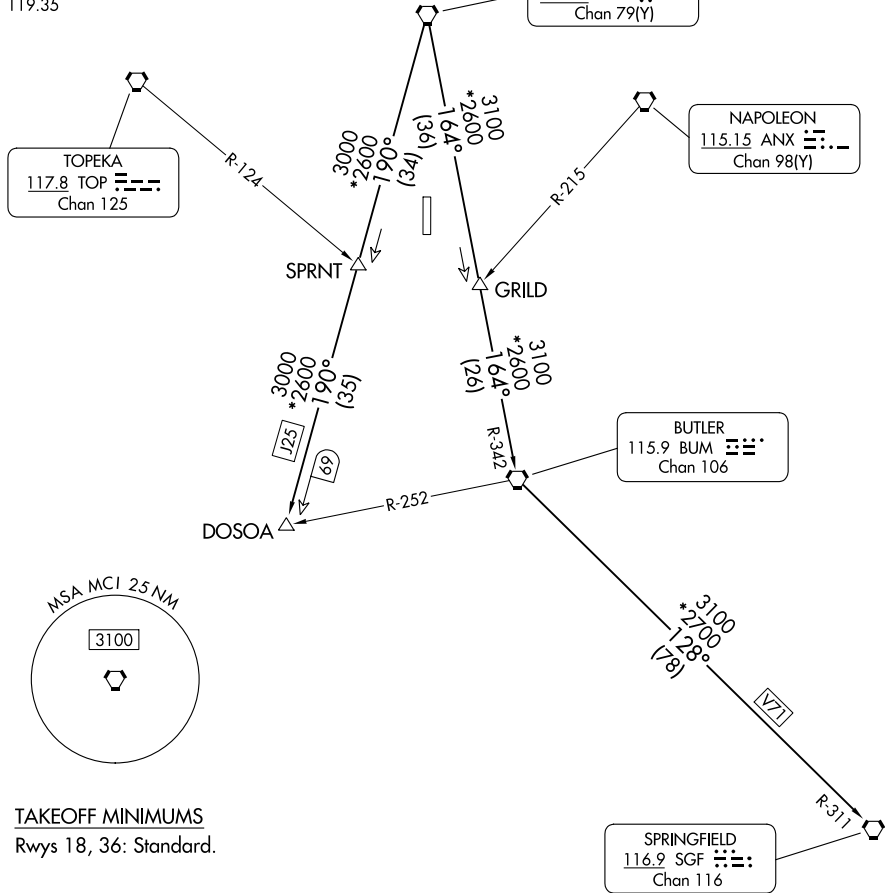 119.35
Chan 79(Y)
TOPEKA
117.8 TOP
Chan 125
NAPOLEON
115.15 ANX
Chan 98(Y)
R-124
R-215
3000
*2600
190°
(34)
3100
*2600
164°
(36)
SPRNT
GRILD
3000
*2600
190°
(35)
3100
*2600
164°
(26)
J25
69
R-342
BUTLER
115.9 BUM
Chan 106
R-252
DOSOA
MSA MCI 25 NM
3100
3100
*2700
128°
(78)
V71
R-311
TAKEOFF MINIMUMS
Rwys 18, 36: Standard.
SPRINGFIELD
116.9 SGF
Chan 116